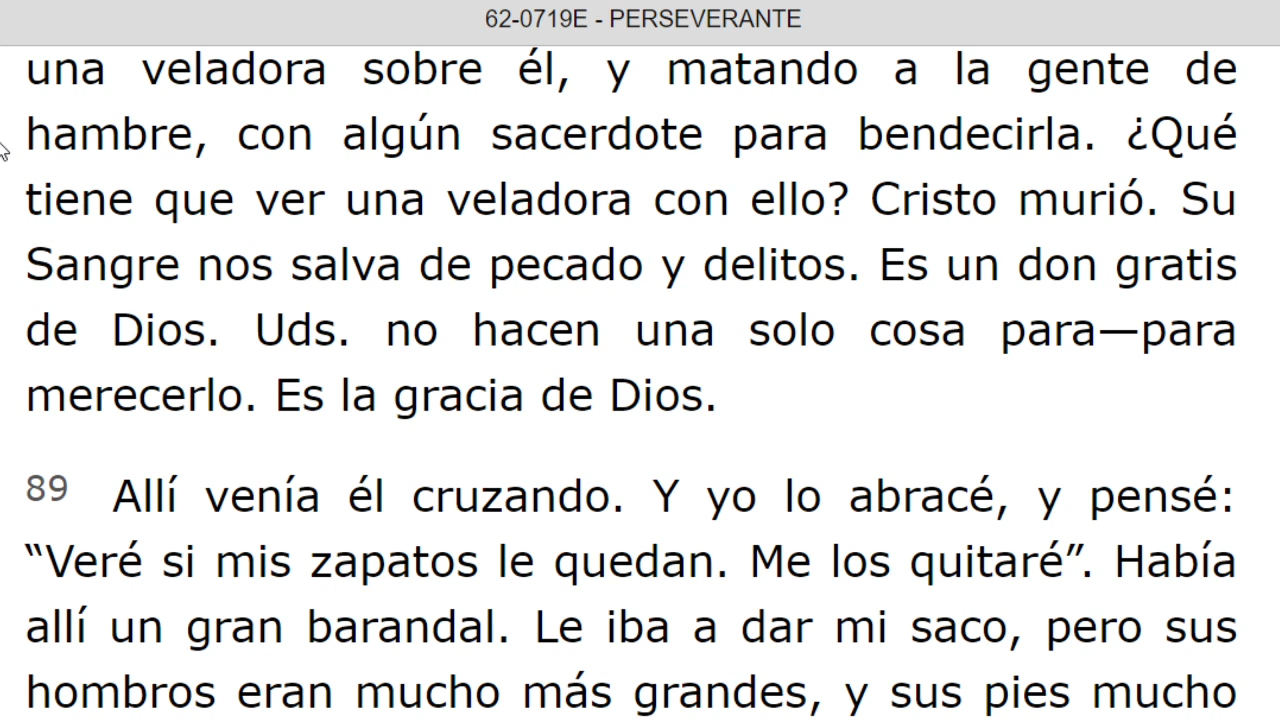 62-0719E - PERSEVERANTE
una veladora sobre él, y matando a la gente de
hambre, con algún sacerdote para bendecirla. ¿Qué
tiene que ver una veladora con ello? Cristo murió. Su
Sangre nos salva de pecado y delitos. Es un don gratis
de Dios. Uds. no hacen una solo cosa para—para
merecerlo. Es la gracia de Dios.
89 Allí venía él cruzando. Y yo lo abracé, y pensé:
“Veré si mis zapatos le quedan. Me los quitaré”. Había
allí un gran barandal. Le iba a dar mi saco, pero sus
hombros eran mucho más grandes, y sus pies mucho